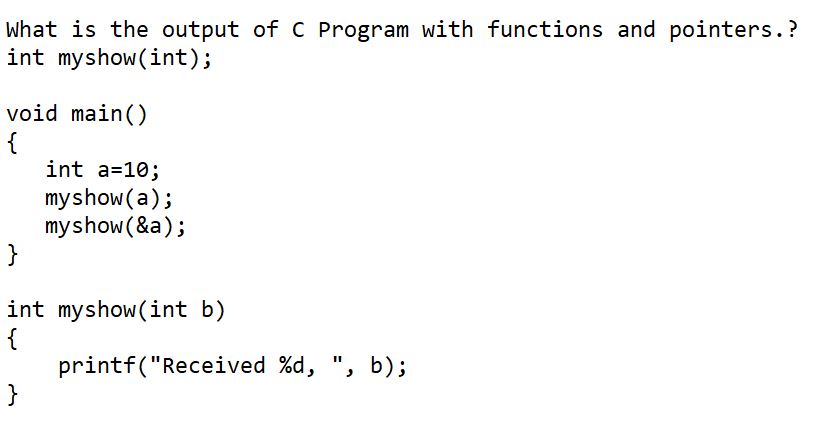 What is the output of C Program with functions and pointers.?
int myshow(int);

void main()
{
   int a=10;
   myshow(a);
   myshow(&a);
}

int myshow(int b)
{
    printf("Received %d, ", b);
}